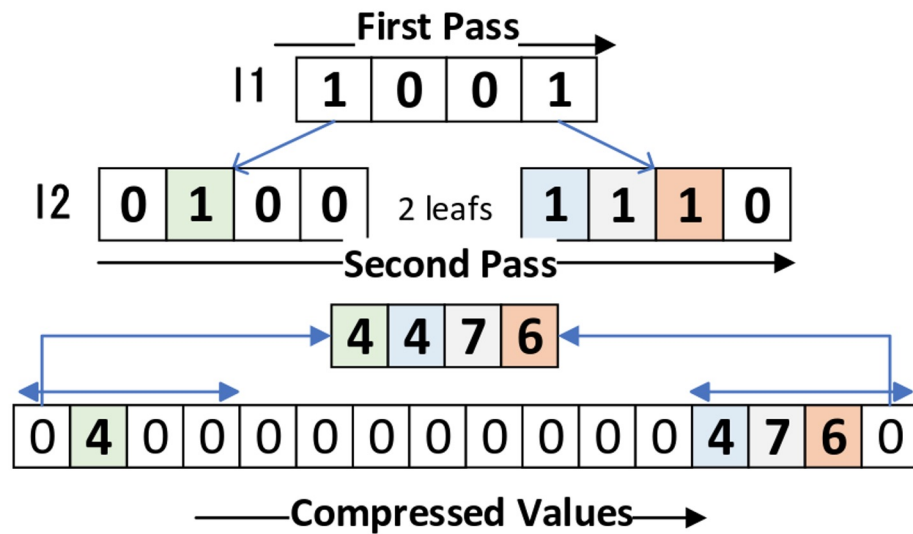 First Pass
I1 1 0 0 1
I2 0 1 0 0 2 leafs 1 1 1 0
Second Pass
4 4 7 6
0 4 0 0 0 0 0 0 0 0 0 0 4 7 6 0
Compressed Values